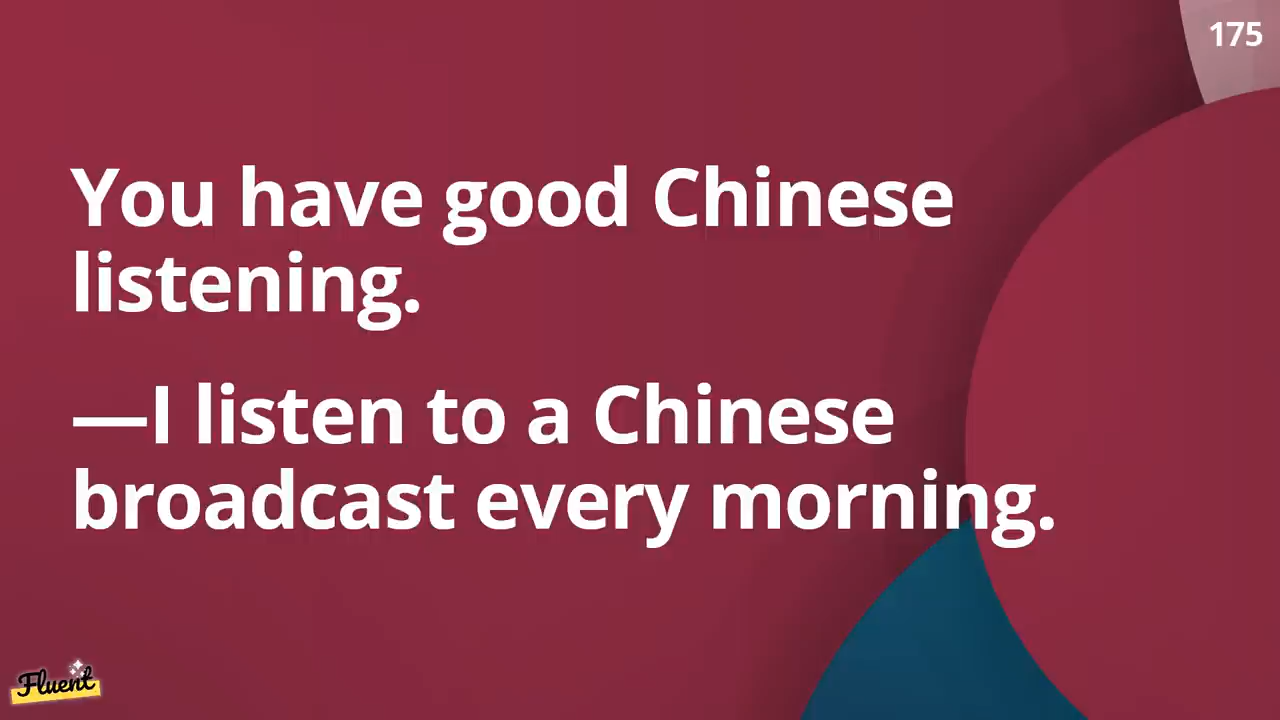 175
You have good Chinese
listening.
—I listen to a Chinese
broadcast every morning.
Fluent